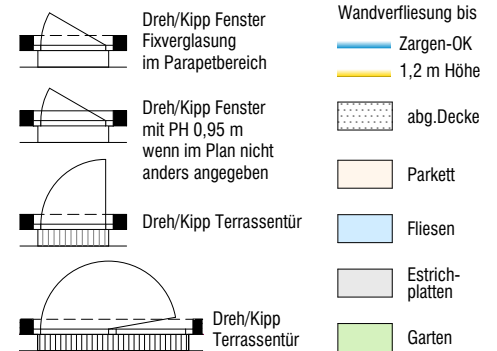 Dreh/Kipp Fenster
Fixverglasung
im Parapetbereich
Dreh/Kipp Fenster
mit PH 0,95 m
wenn im Plan nicht
anders angegeben
Dreh/Kipp Terrassentür
Dreh/Kipp
Terrassentür
Wandverfliesung bis
Zargen-OK
1,2 m Höhe
abg.Decke
Parkett
Fliesen
Estrich-
platten
Garten